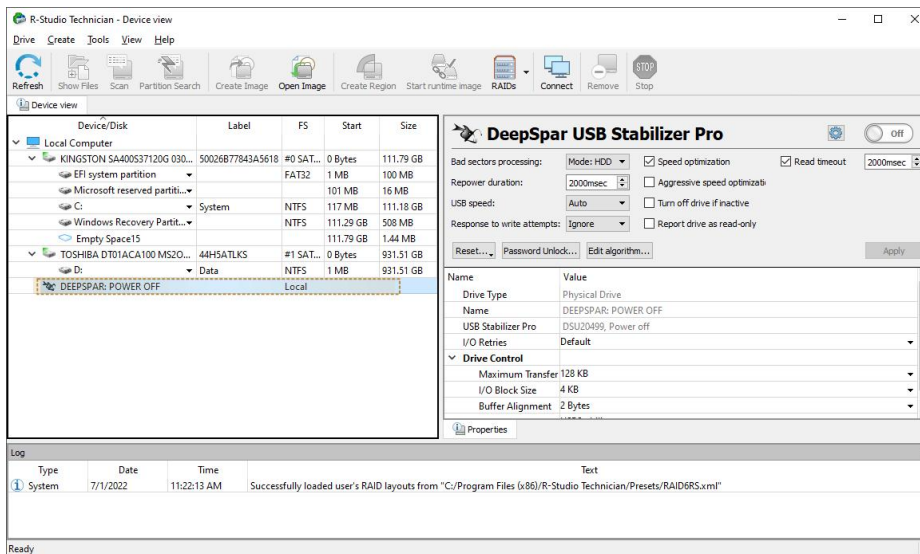 R-Studio Technician - Device view
Drive Create Tools View Help
Refresh Show Files Scan Partition Search Create Image Open Image Create Region Start runtime image RAIDs Connect Remove Stop
STOP
Device view
Device/Disk Label FS Start Size
Local Computer
KINGSTON SA400S37120G 030... 50026B77843A5618 #0 SAT... 0 Bytes 111.79 GB
EFI system partition FAT32 1 MB 100 MB
Microsoft reserved partiti... 101 MB 16 MB
C: System NTFS 117 MB 111.18 GB
Windows Recovery Partit... NTFS 111.29 GB 508 MB
Empty Space15 111.79 GB 1.44 MB
TOSHIBA DT01ACA100 MS2O... 44H5ATLKS #1 SAT... 0 Bytes 931.51 GB
D: Data NTFS 1 MB 931.51 GB
DEEPSPAR: POWER OFF Local
DeepSpar USB Stabilizer Pro Off
Bad sectors processing: Mode: HDD Speed optimization Read timeout 2000msec
Repower duration: 2000msec Aggressive speed optimizati
USB speed: Auto Turn off drive if inactive
Response to write attempts: Ignore Report drive as read-only
Reset... Password Unlock... Edit algorithm... Apply
Name Value
Drive Type Physical Drive
Name DEEPSPAR: POWER OFF
USB Stabilizer Pro DSU20499, Power off
I/O Retries Default
Drive Control
Maximum Transfer 128 KB
I/O Block Size 4 KB
Buffer Alignment 2 Bytes
Properties
Log
Type Date Time Text
System 7/1/2022 11:22:13 AM Successfully loaded user's RAID layouts from "C:/Program Files (x86)/R-Studio Technician/Presets/RAID6RS.xml"
Ready